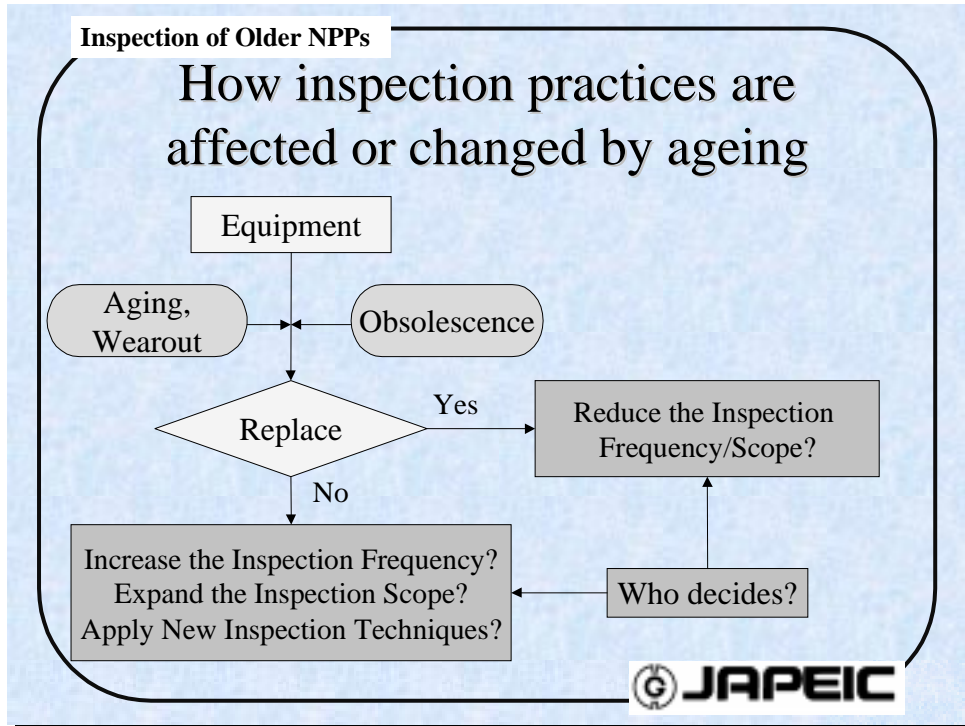 Inspection of Older NPPs
How inspection practices are
affected or changed by ageing
Equipment
Aging,
Wearout
Obsolescence
Replace
Yes
No
Reduce the Inspection
Frequency/Scope?
Increase the Inspection Frequency?
Expand the Inspection Scope?
Apply New Inspection Techniques?
Who decides?
JAPEIC